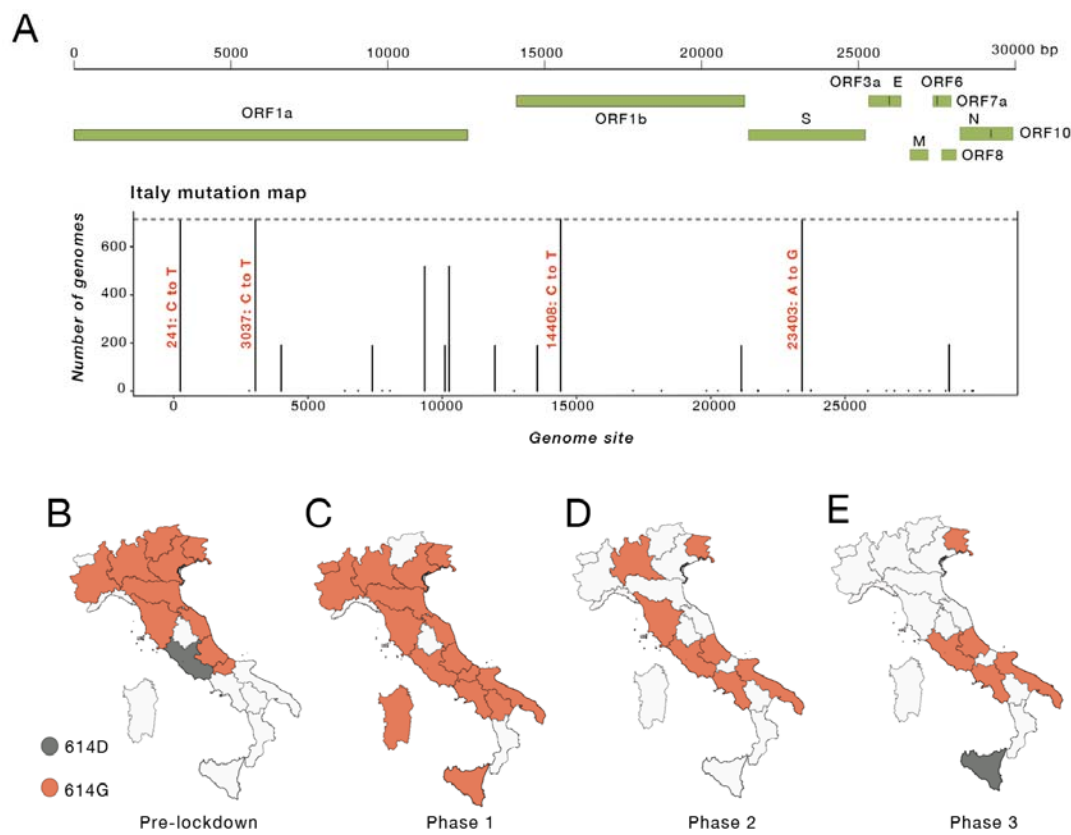 A
0 5000 10000 15000 20000 25000 30000 bp
ORF3a E ORF6
ORF1a ORF1b S ORF7a
M N ORF10
ORF8
Italy mutation map
Number of genomes
600
400
200
0
241: C to T
3037: C to T
14408: C to T
23403: A to G
0 5000 10000 15000 20000 25000
Genome site
B C D E
614D
614G
Pre-lockdown Phase 1 Phase 2 Phase 3